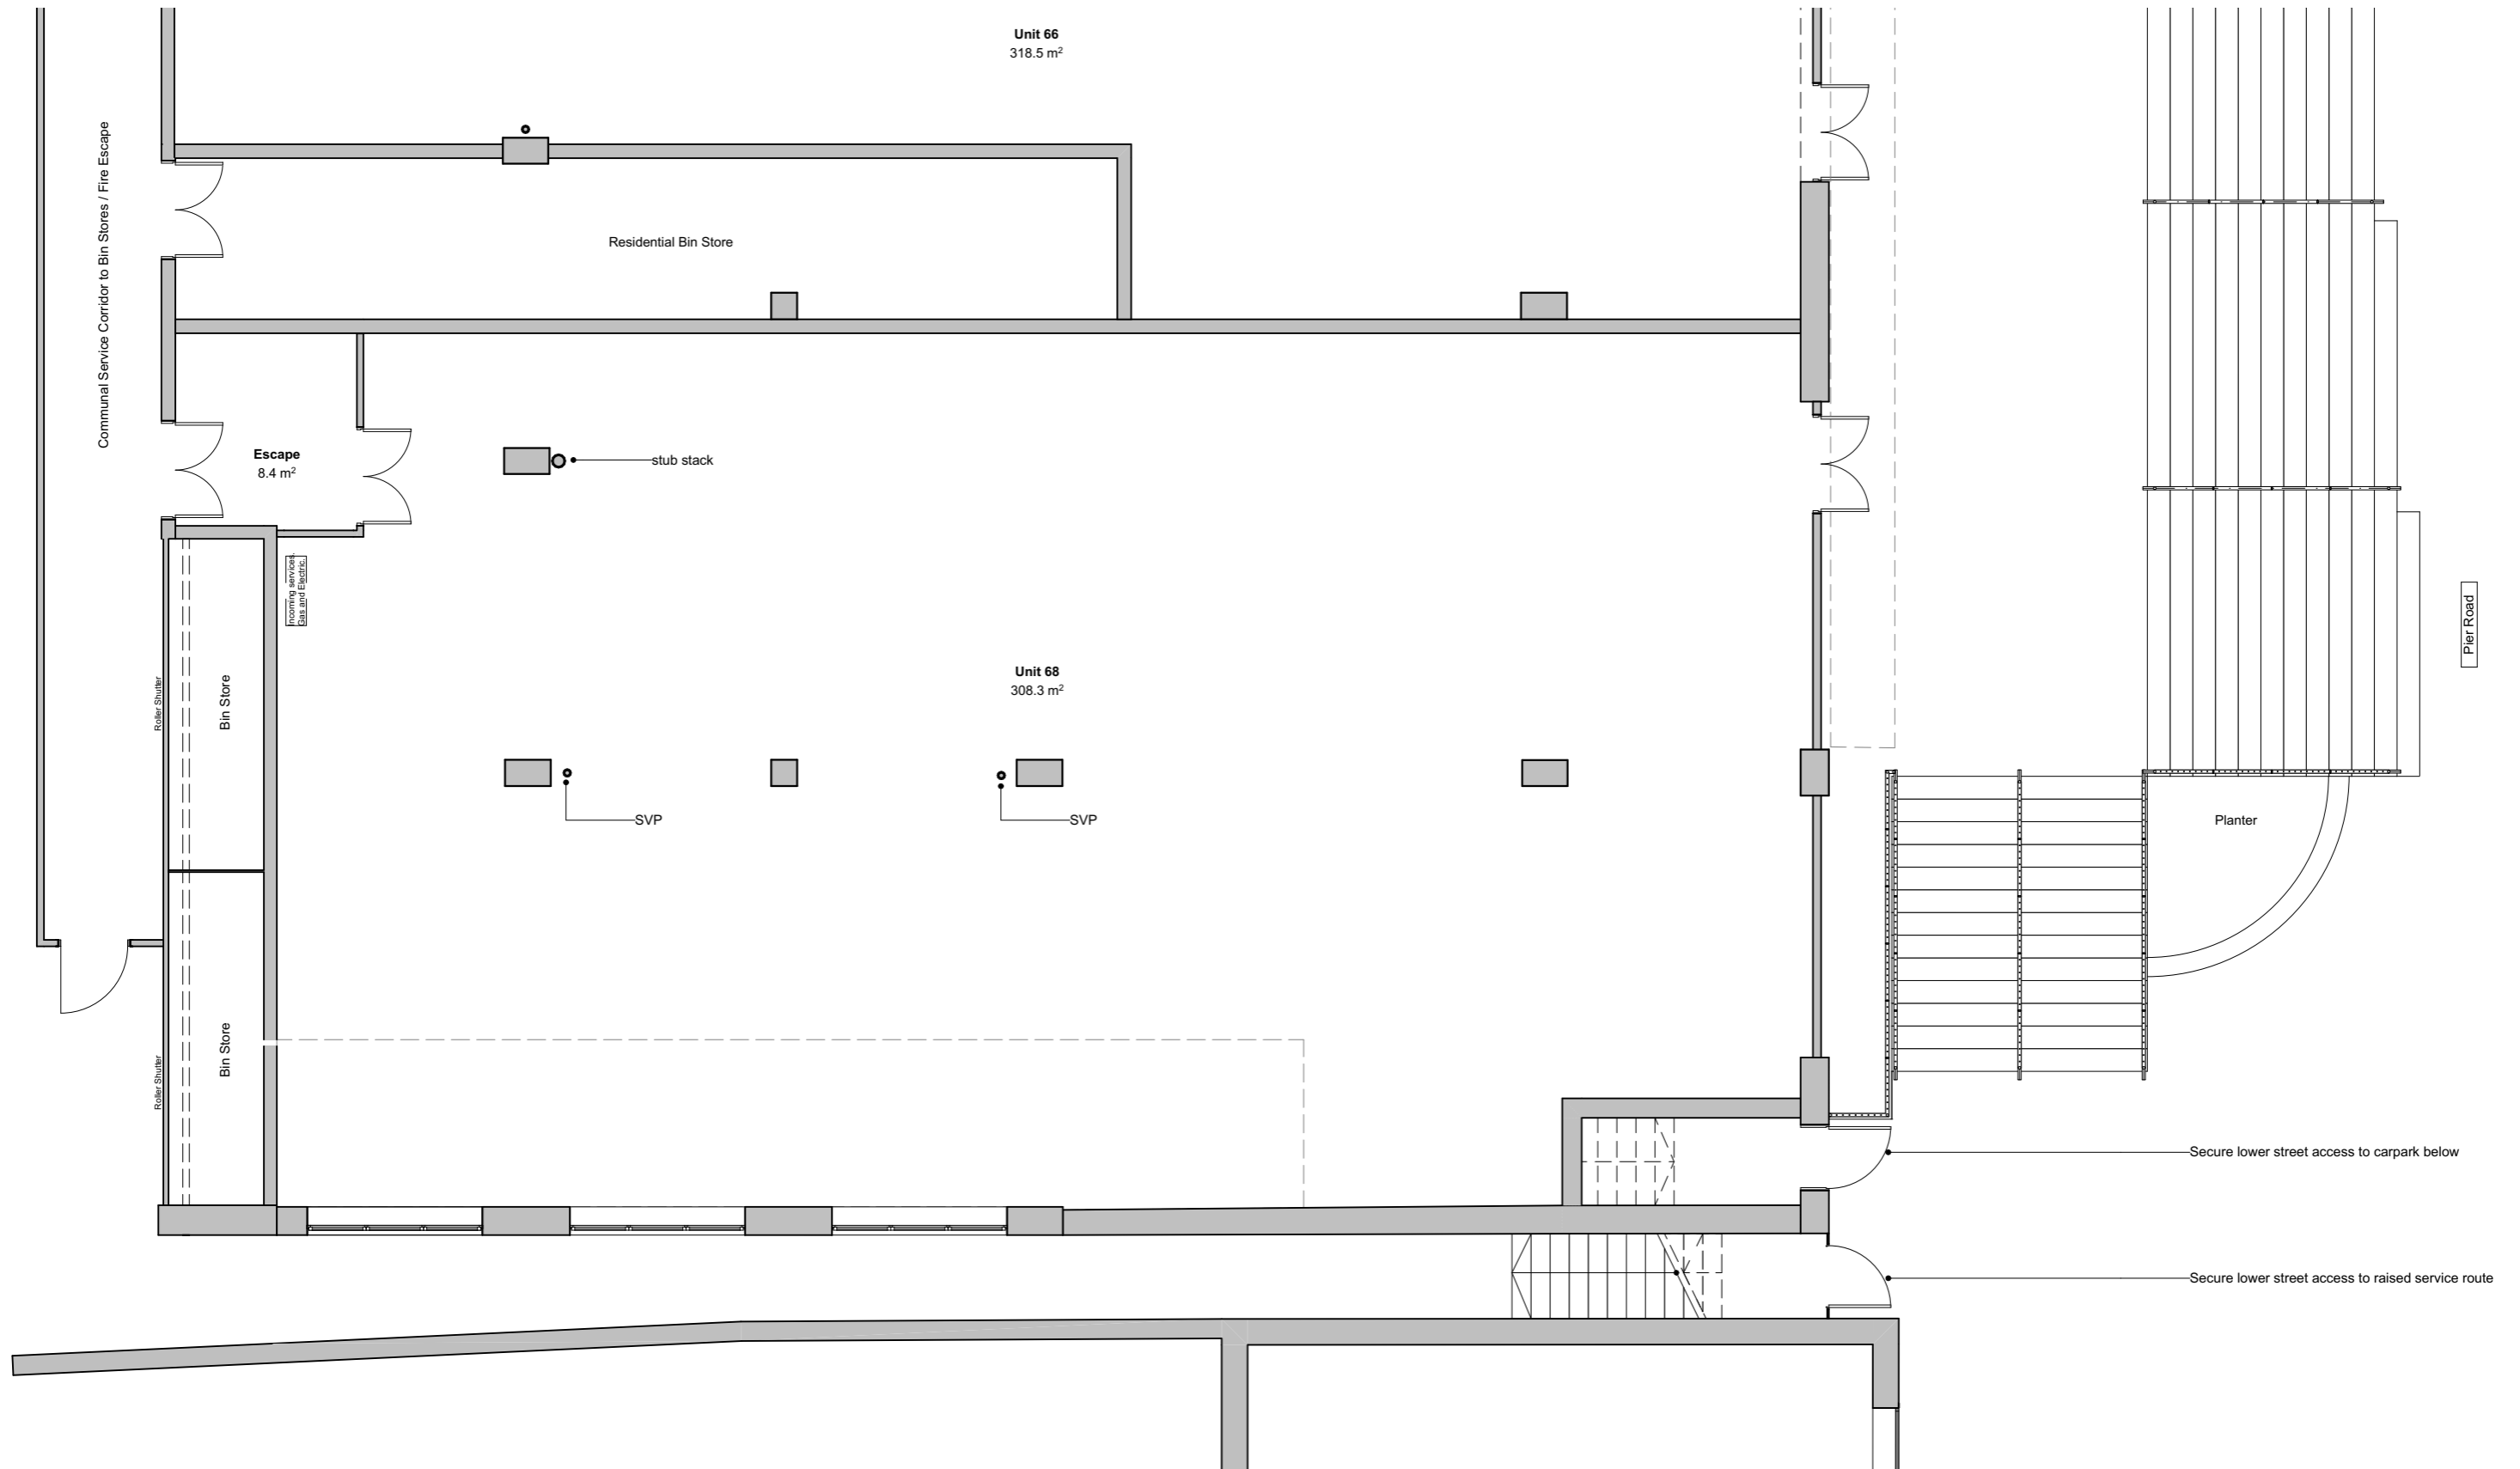 Unit 66
318.5 m²
Communal Service Corridor to Bin Stores / Fire Escape
Residential Bin Store
Escape
8.4 m²
stub stack
Incoming services.
Gas and Electric.
Pier Road
Unit 68
308.3 m²
Roller Shutter
Bin Store
SVP
SVP
Planter
Roller Shutter
Bin Store
Secure lower street access to carpark below
Secure lower street access to raised service route